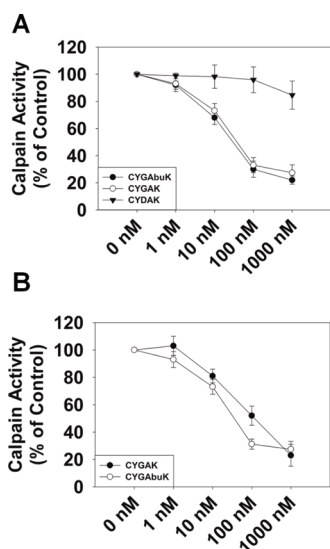 A
Calpain Activity
(% of Control)
120
100
80
60
40
20
0
CYGAbuK
CYGAK
CYDAK
0 nM
1 nM
10 nM
100 nM
1000 nM
B
Calpain Activity
(% of Control)
120
100
80
60
40
20
0
CYGAK
CYGAbuK
0 nM
1 nM
10 nM
100 nM
1000 nM